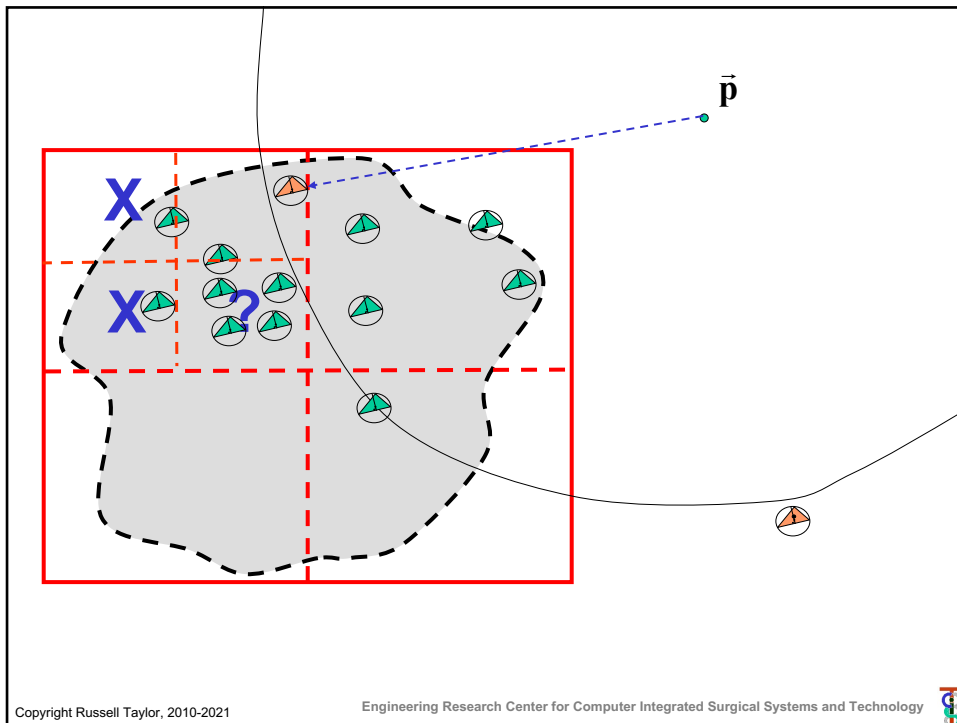 p
X
X ?
Copyright Russell Taylor, 2010-2021
Engineering Research Center for Computer Integrated Surgical Systems and Technology